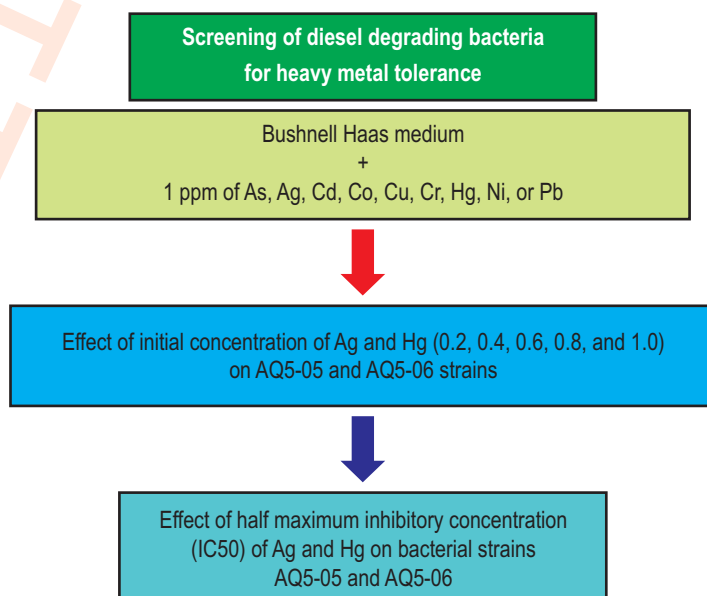 Screening of diesel degrading bacteria
for heavy metal tolerance
Bushnell Haas medium
+
1 ppm of As, Ag, Cd, Co, Cu, Cr, Hg, Ni, or Pb
Effect of initial concentration of Ag and Hg (0.2, 0.4, 0.6, 0.8, and 1.0)
on AQ5-05 and AQ5-06 strains
Effect of half maximum inhibitory concentration
(IC50) of Ag and Hg on bacterial strains
AQ5-05 and AQ5-06